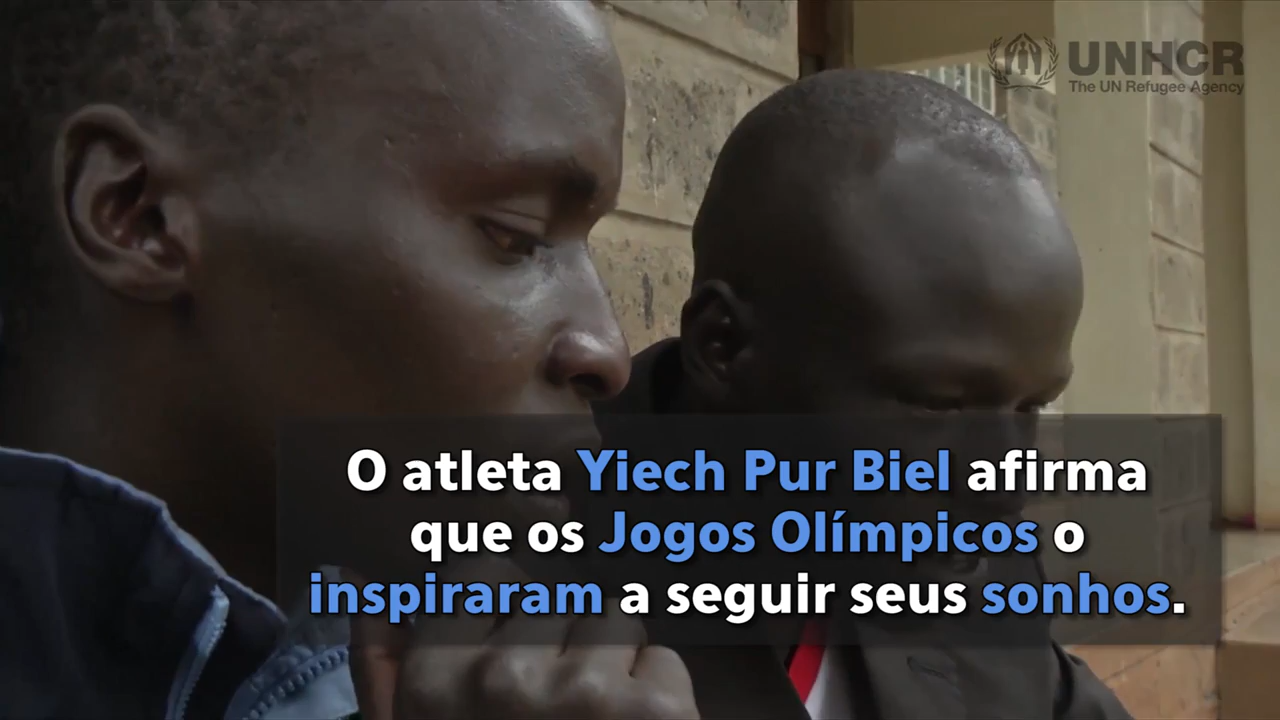 UNHCR
The UN Refugee Agency
O atleta Yiech Pur Biel afirma
que os Jogos Olímpicos o
inspiraram a seguir seus sonhos.